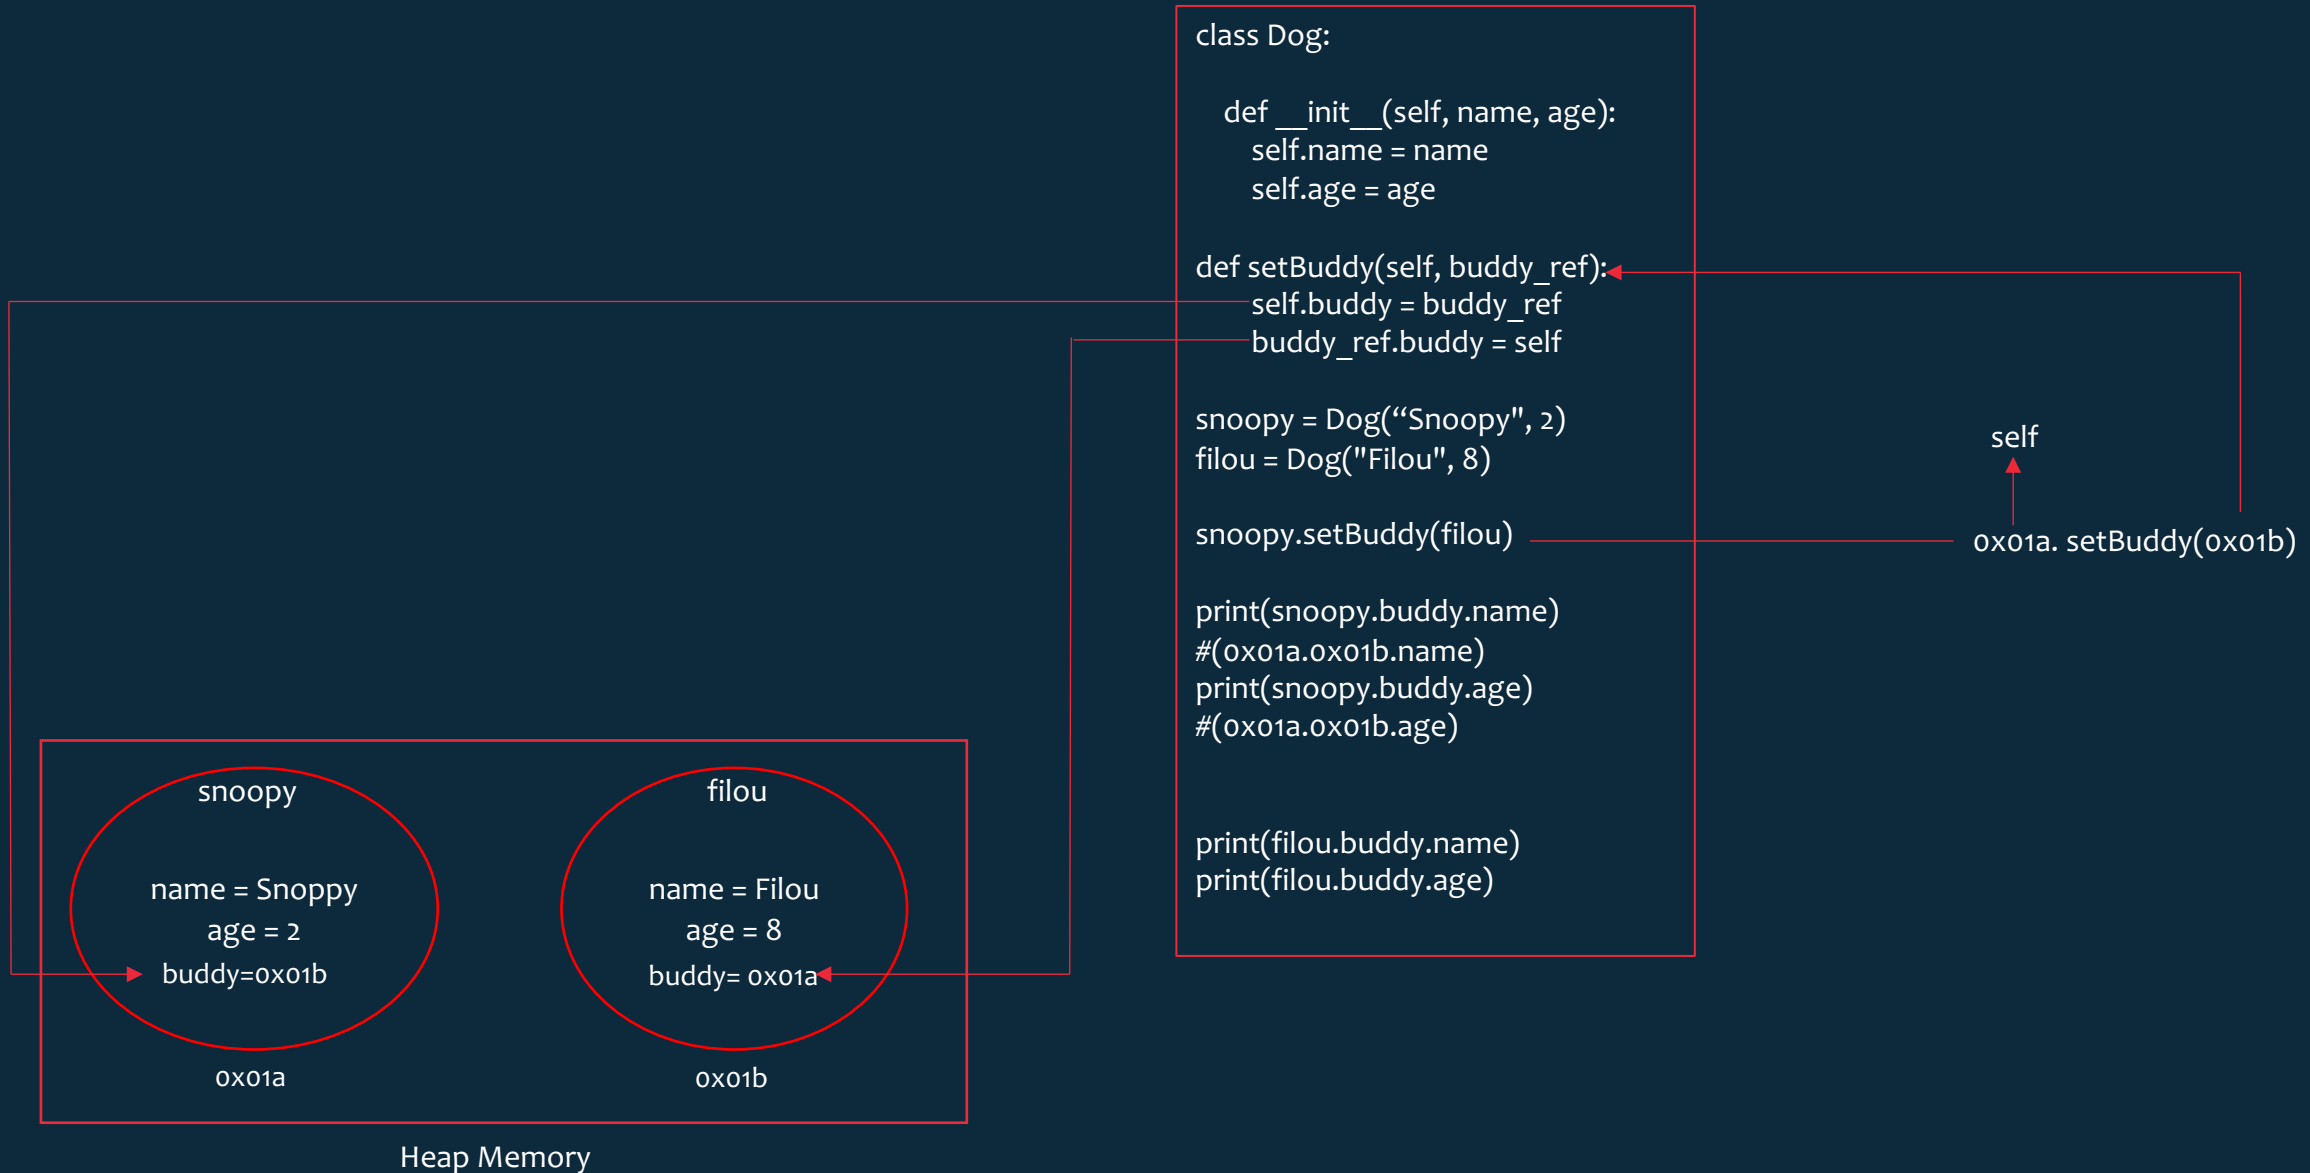 class Dog:
def __init__(self, name, age):
self.name = name
self.age = age
def setBuddy(self, buddy_ref):
self.buddy = buddy_ref
buddy_ref.buddy = self
snoopy = Dog(“Snoopy", 2)
filou = Dog("Filou", 8)
snoopy.setBuddy(filou)
print(snoopy.buddy.name)
#(0x01a.0x01b.name)
print(snoopy.buddy.age)
#(0x01a.0x01b.age)
print(filou.buddy.name)
print(filou.buddy.age)
self
0x01a. setBuddy(0x01b)
snoopy
name = Snoppy
age = 2
buddy=0x01b
0x01a
filou
name = Filou
age = 8
buddy= 0x01a
0x01b
Heap Memory